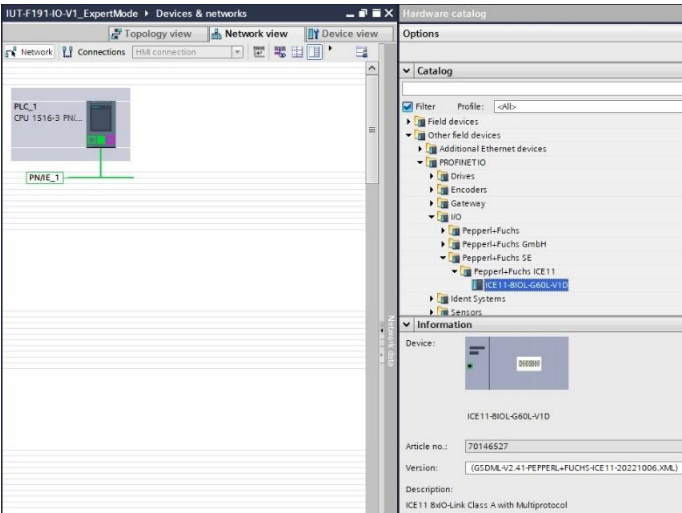 IUT-F191-IO-V1_ExpertMode ▸ Devices & networks
Topology view
Network view
Device view
Network
Connections
HMI connection
PLC_1
CPU 1516-3 PN/...
PN/IE_1
Network data
Hardware catalog
Options
Catalog
Filter
Profile:
<All>
Field devices
Other field devices
Additional Ethernet devices
PROFINET IO
Drives
Encoders
Gateway
I/O
Pepperl+Fuchs
Pepperl+Fuchs GmbH
Pepperl+Fuchs SE
Pepperl+Fuchs ICE11
ICE11-8IOL-G60L-V1D
Ident Systems
Sensors
Information
Device:
ICE11-8IOL-G60L-V1D
Article no.:
70146527
Version:
(GSDML-V2.41-PEPPERL+FUCHS-ICE11-20221006.XML)
Description:
ICE11 8xIO-Link Class A with Multiprotocol